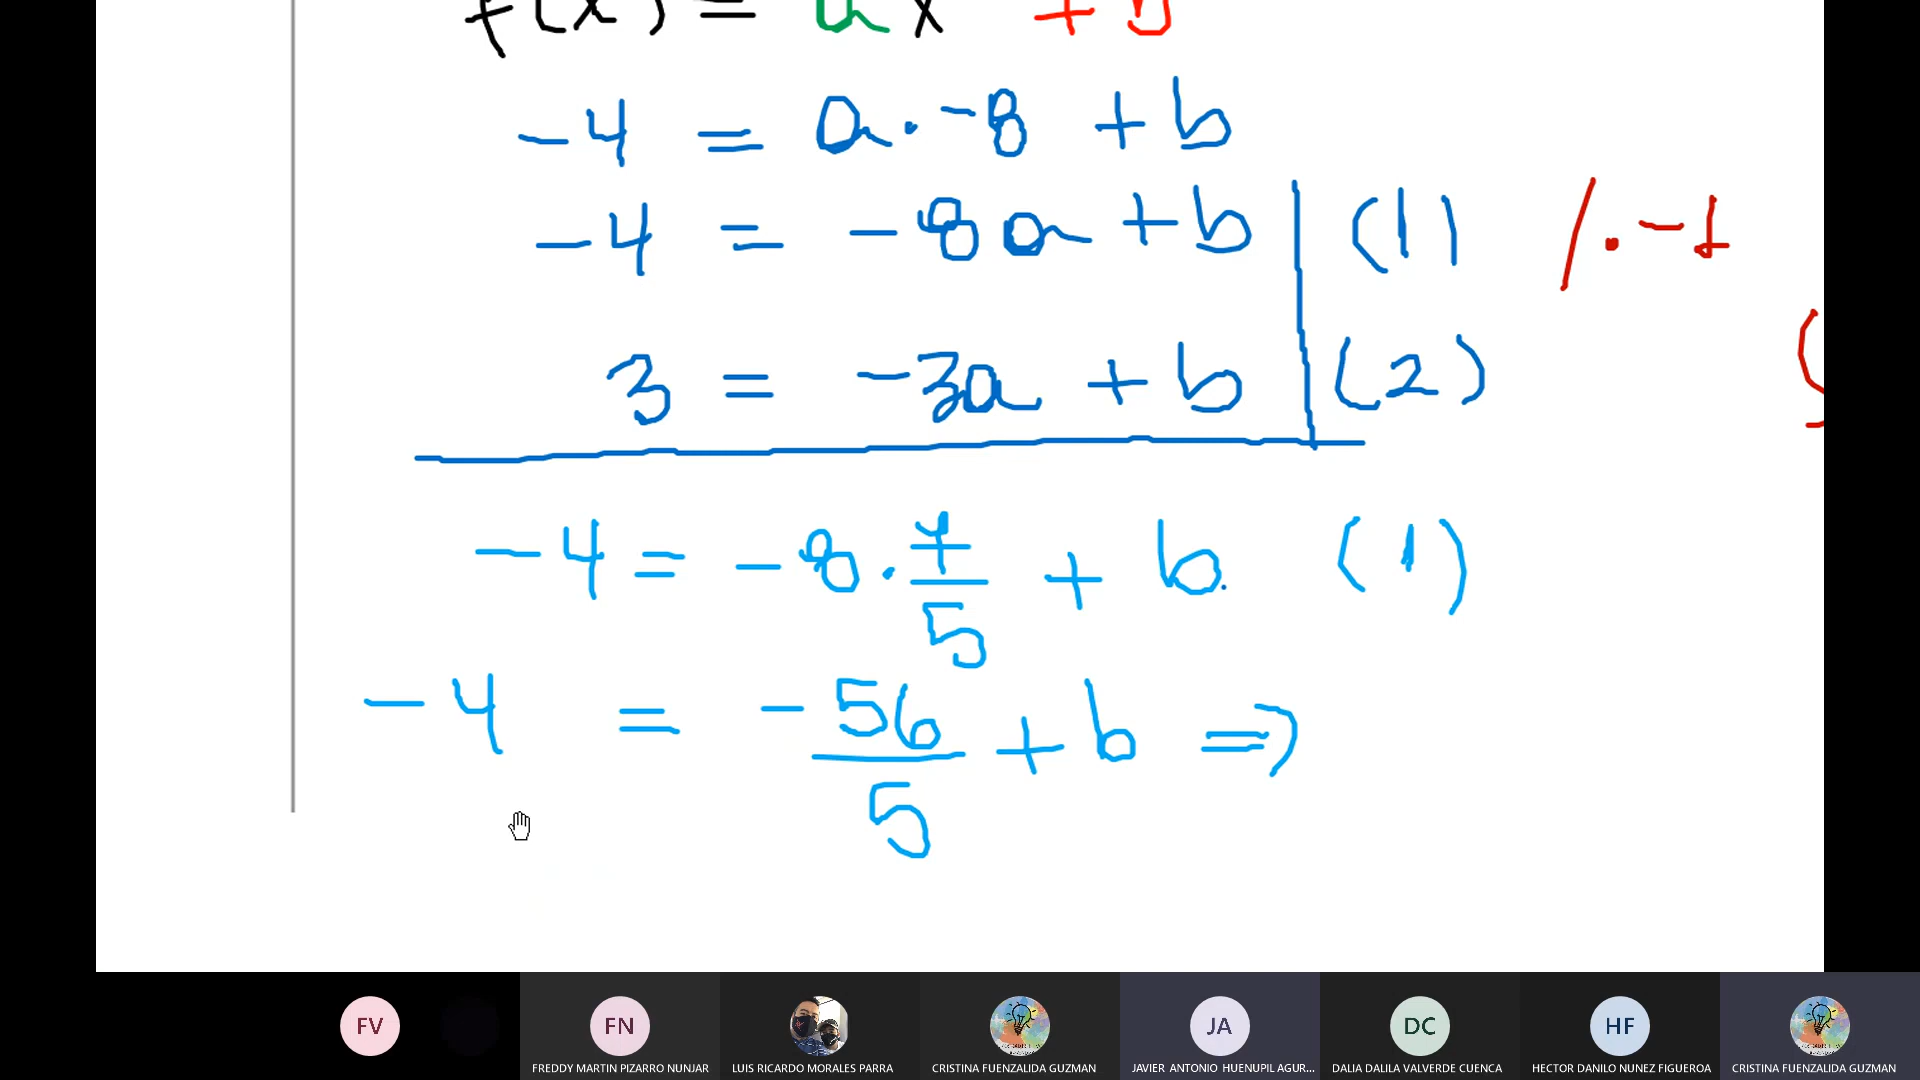 f(x) = ax + b
-4 = a · -8 + b
-4 = -8a + b | (1) / · -1
3 = -3a + b | (2)
-4 = -8 · 7/5 + b. (1)
-4 = -56/5 + b ⇒
FV
FN
JA
DC
HF
FREDDY MARTIN PIZARRO NUNJAR
LUIS RICARDO MORALES PARRA
CRISTINA FUENZALIDA GUZMAN
JAVIER ANTONIO HUENUPIL AGUR...
DALIA DALILA VALVERDE CUENCA
HECTOR DANILO NUNEZ FIGUEROA
CRISTINA FUENZALIDA GUZMAN